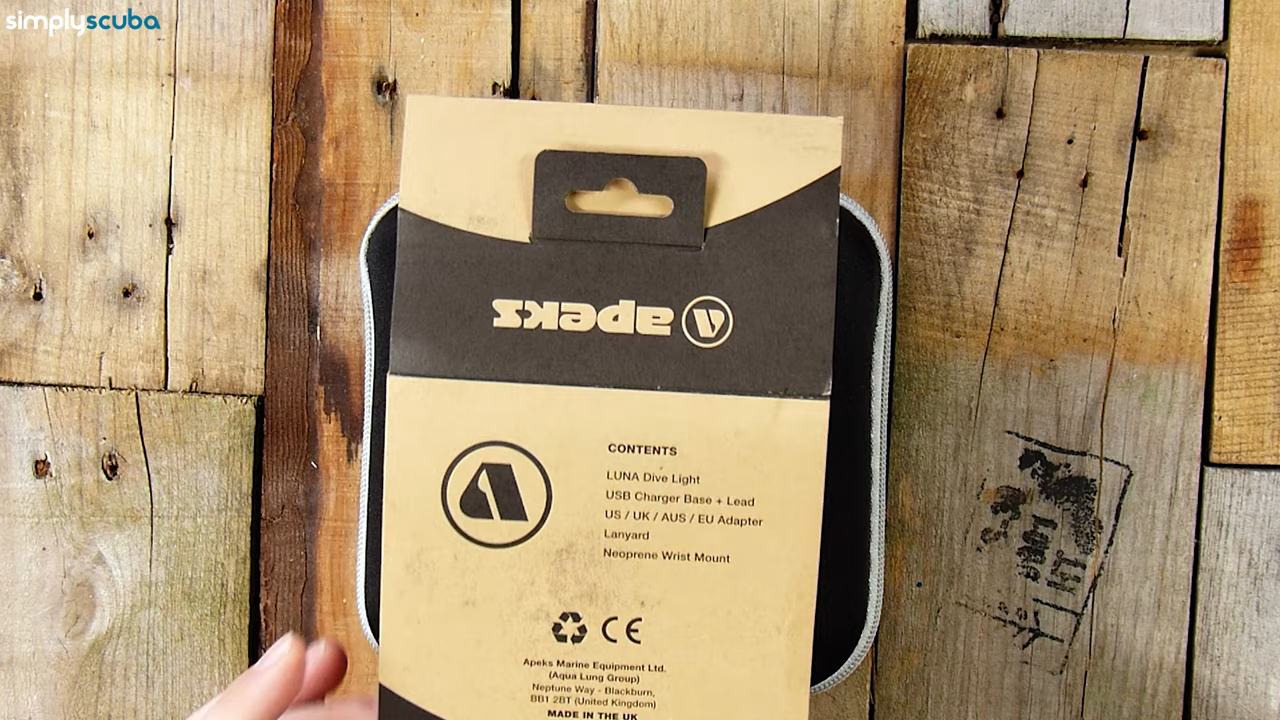 simplyscuba
apeks
CONTENTS
LUNA Dive Light
USB Charger Base + Lead
US / UK / AUS / EU Adapter
Lanyard
Neoprene Wrist Mount
CE
Apeks Marine Equipment Ltd.
(Aqua Lung Group)
Neptune Way - Blackburn,
BB1 2BT (United Kingdom)
MADE IN THE UK